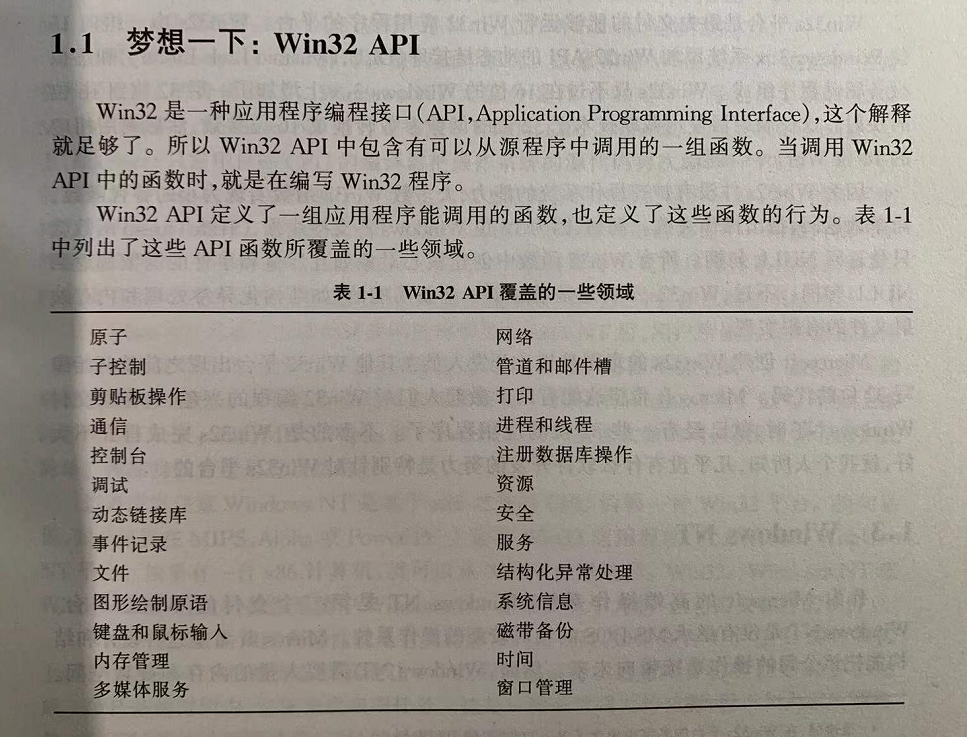 1.1 梦想一下：Win32 API
Win32 是一种应用程序编程接口(API,Application Programming Interface),这个解释
就足够了。所以 Win32 API 中包含有可以从源程序中调用的一组函数。当调用 Win32
API 中的函数时,就是在编写 Win32 程序。
Win32 API 定义了一组应用程序能调用的函数,也定义了这些函数的行为。表 1-1
中列出了这些 API 函数所覆盖的一些领域。
表 1-1 Win32 API 覆盖的一些领域
原子 网络
子控制 管道和邮件槽
剪贴板操作 打印
通信 进程和线程
控制台 注册数据库操作
调试 资源
动态链接库 安全
事件记录 服务
文件 结构化异常处理
图形绘制原语 系统信息
键盘和鼠标输入 磁带备份
内存管理 时间
多媒体服务 窗口管理